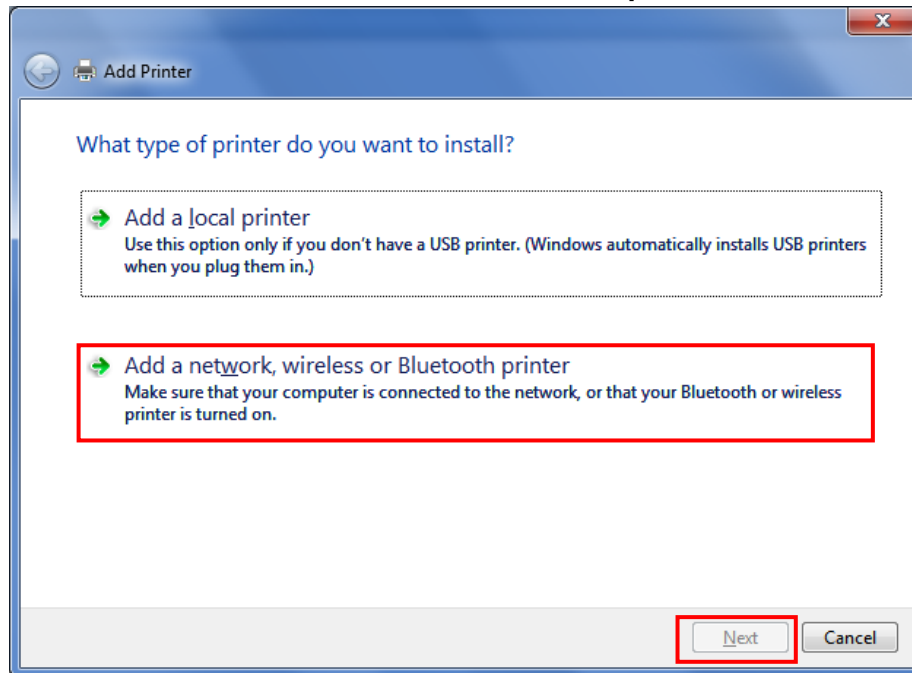 Add Printer
What type of printer do you want to install?
Add a local printer
Use this option only if you don't have a USB printer. (Windows automatically installs USB printers
when you plug them in.)
Add a network, wireless or Bluetooth printer
Make sure that your computer is connected to the network, or that your Bluetooth or wireless
printer is turned on.
Next Cancel